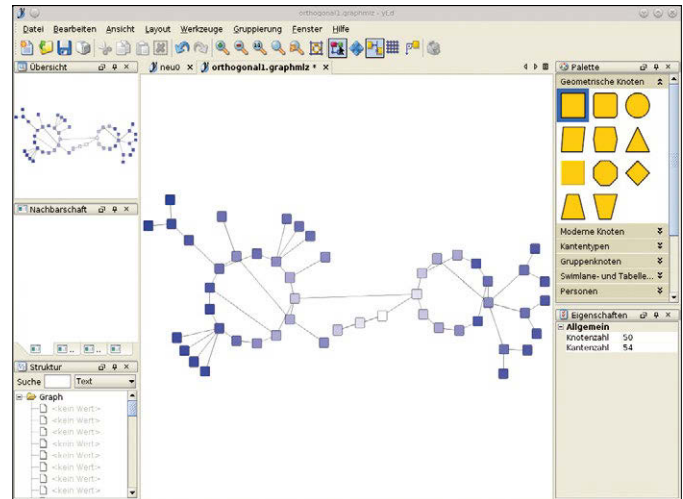 orthogonal1.graphmlz - yEd
Datei Bearbeiten Ansicht Layout Werkzeuge Gruppierung Fenster Hilfe
Übersicht
neu0 × orthogonal1.graphmlz * ×
Palette
Geometrische Knoten
Nachbarschaft
Moderne Knoten
Kantentypen
Gruppenknoten
Swimlane- und Tabelle...
Personen
Eigenschaften
Allgemein
Knotenzahl 50
Kantenzahl 54
Struktur
Suche Text
Graph
<kein Wert>
<kein Wert>
<kein Wert>
<kein Wert>
<kein Wert>
<kein Wert>
<kein Wert>